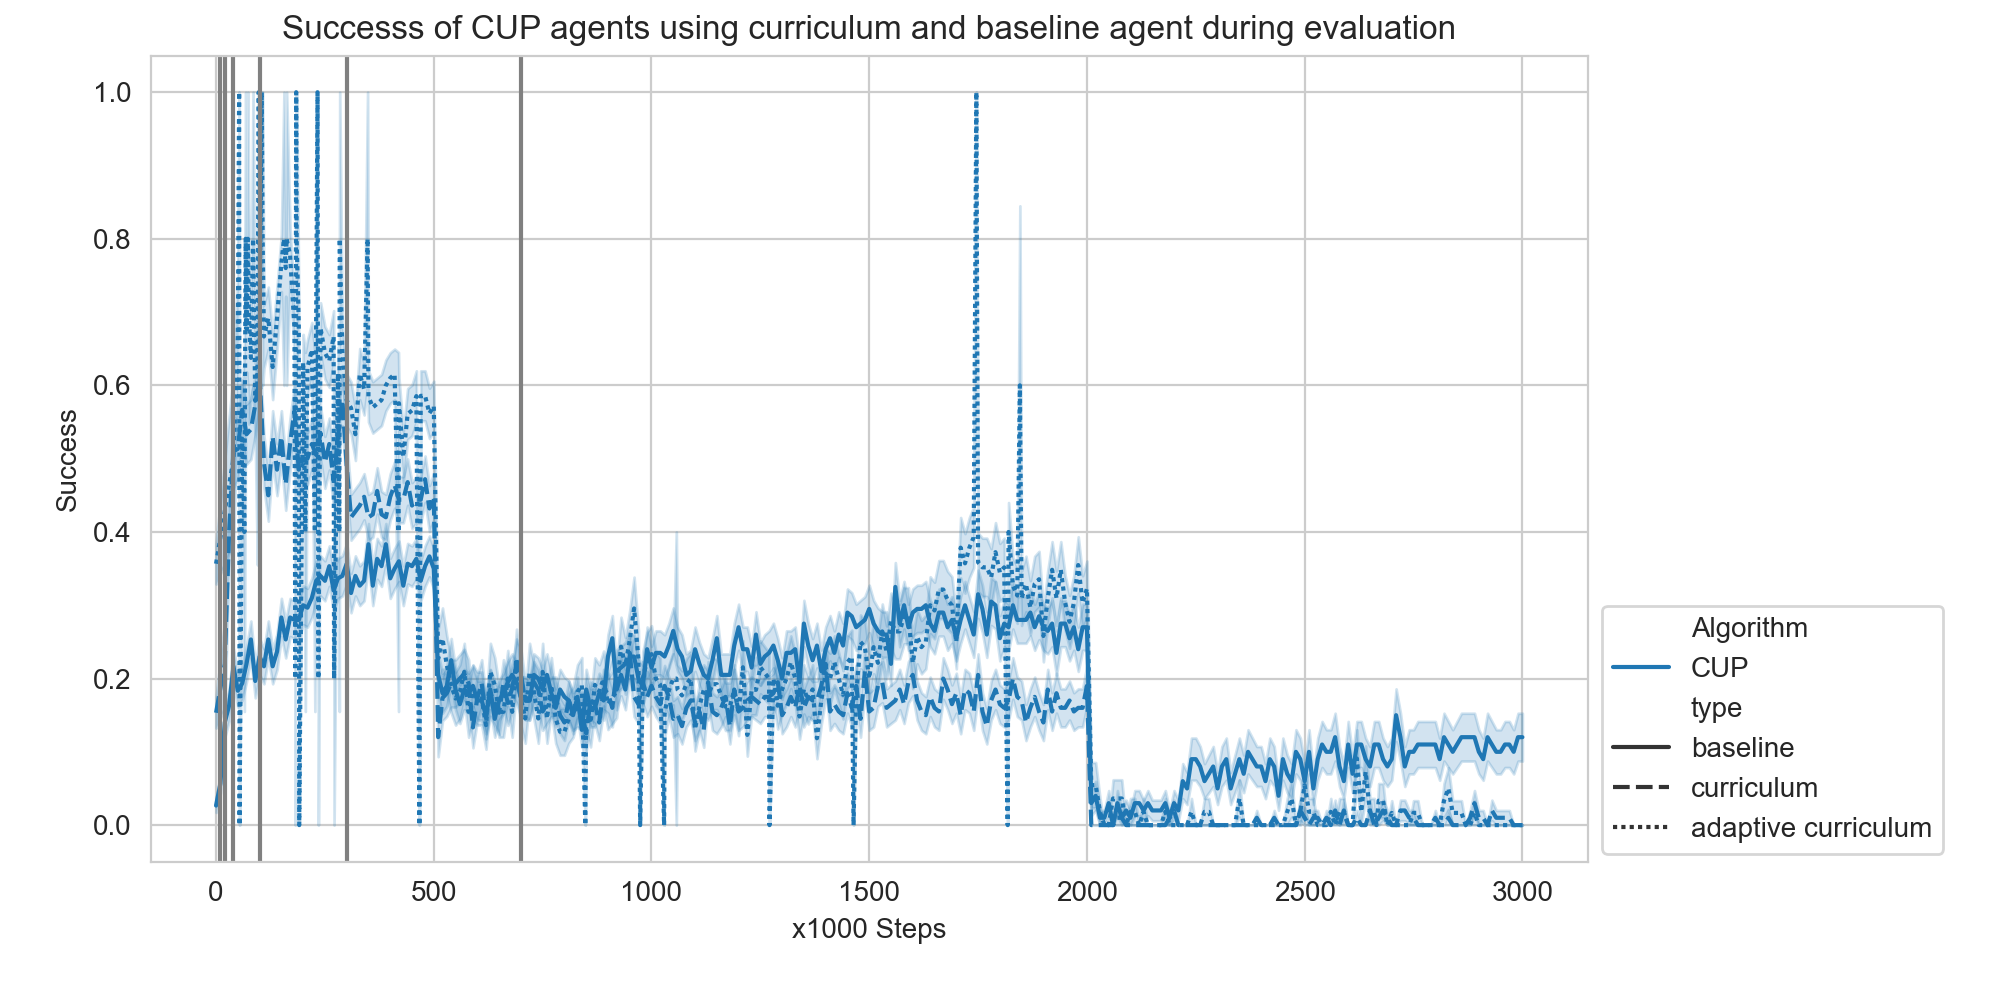 Successs of CUP agents using curriculum and baseline agent during evaluation
1.0
0.8
0.6
0.4
0.2
0.0
Success
0 500 1000 1500 2000 2500 3000
x1000 Steps
Algorithm
CUP
type
baseline
curriculum
adaptive curriculum